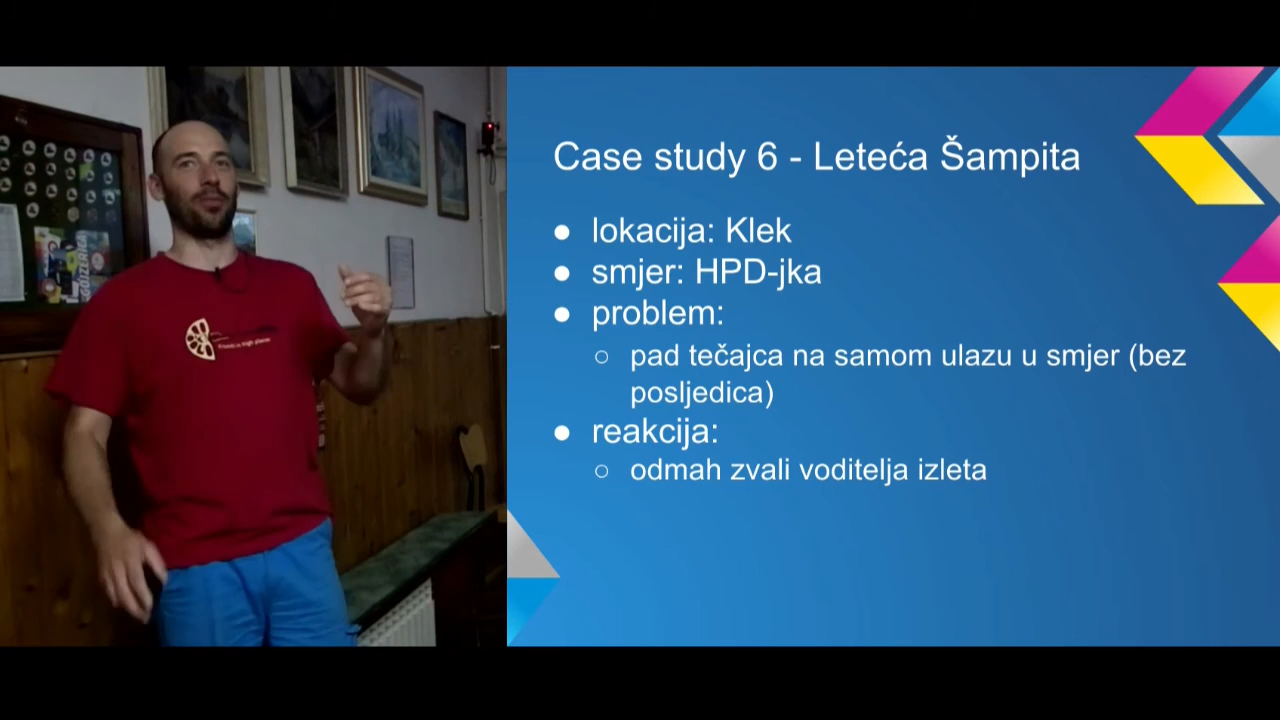 Case study 6 - Leteća Šampita
● lokacija: Klek
● smjer: HPD-jka
● problem:
○ pad tečajca na samom ulazu u smjer (bez
posljedica)
● reakcija:
○ odmah zvali voditelja izleta